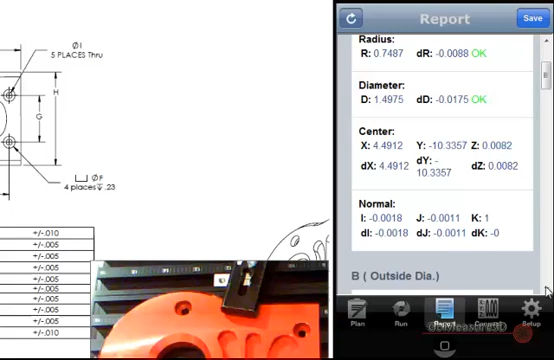 Report
Save
Radius:
R: 0.7487 dR: -0.0088 OK
Diameter:
D: 1.4975 dD: -0.0175 OK
Center:
X: 4.4912 Y: -10.3357 Z: 0.0082
dX: 4.4912 dY: -10.3357 dZ: 0.0082
Normal:
I: -0.0018 J: -0.0011 K: 1
dI: -0.0018 dJ: -0.0011 dK: -0
B ( Outside Dia.)
Plan Run Report Setup
Ø I
5 PLACES Thru
H
G
Ø F
4 places ↧ .23
+/-.010
+/-.005
+/-.005
+/-.005
+/-.005
+/-.005
+/-.005
+/-.005
+/-.010